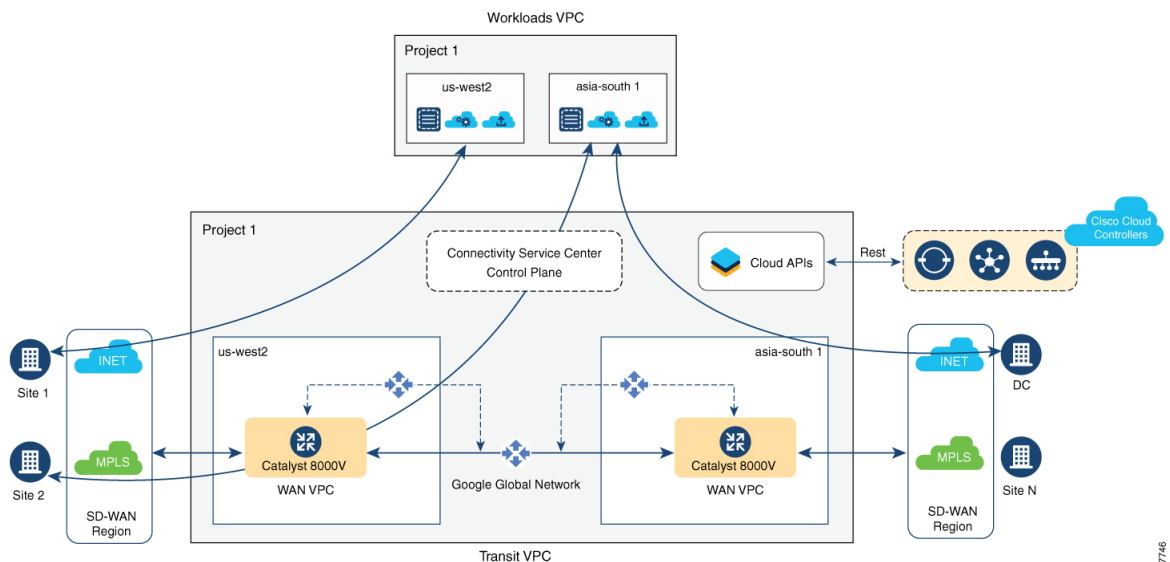 Workloads VPC
Project 1
us-west2
asia-south 1
Project 1
Connectivity Service Center
Control Plane
Cloud APIs
Rest
Cisco Cloud
Controllers
us-west2
asia-south 1
INET
Site 1
INET
DC
MPLS
Site 2
Catalyst 8000V
WAN VPC
Google Global Network
Catalyst 8000V
WAN VPC
MPLS
Site N
SD-WAN
Region
SD-WAN
Region
Transit VPC
7746